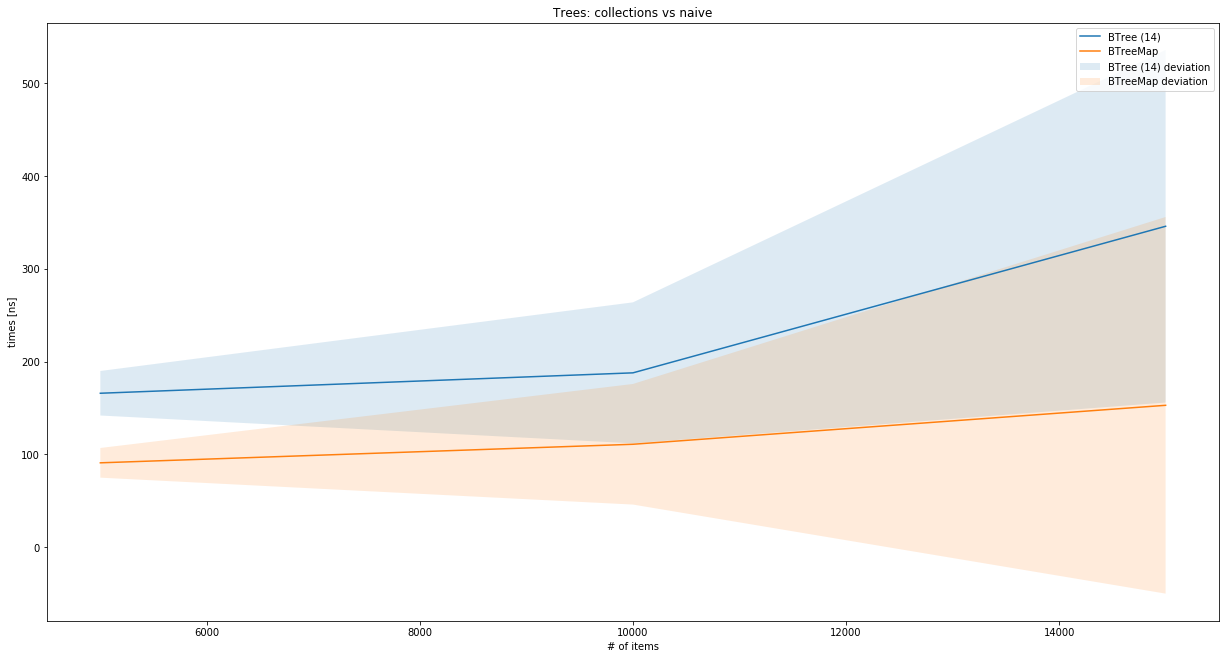 Trees: collections vs naive
BTree (14)
BTreeMap
BTree (14) deviation
BTreeMap deviation
500
400
300
200
100
0
times [ns]
6000 8000 10000 12000 14000
# of items